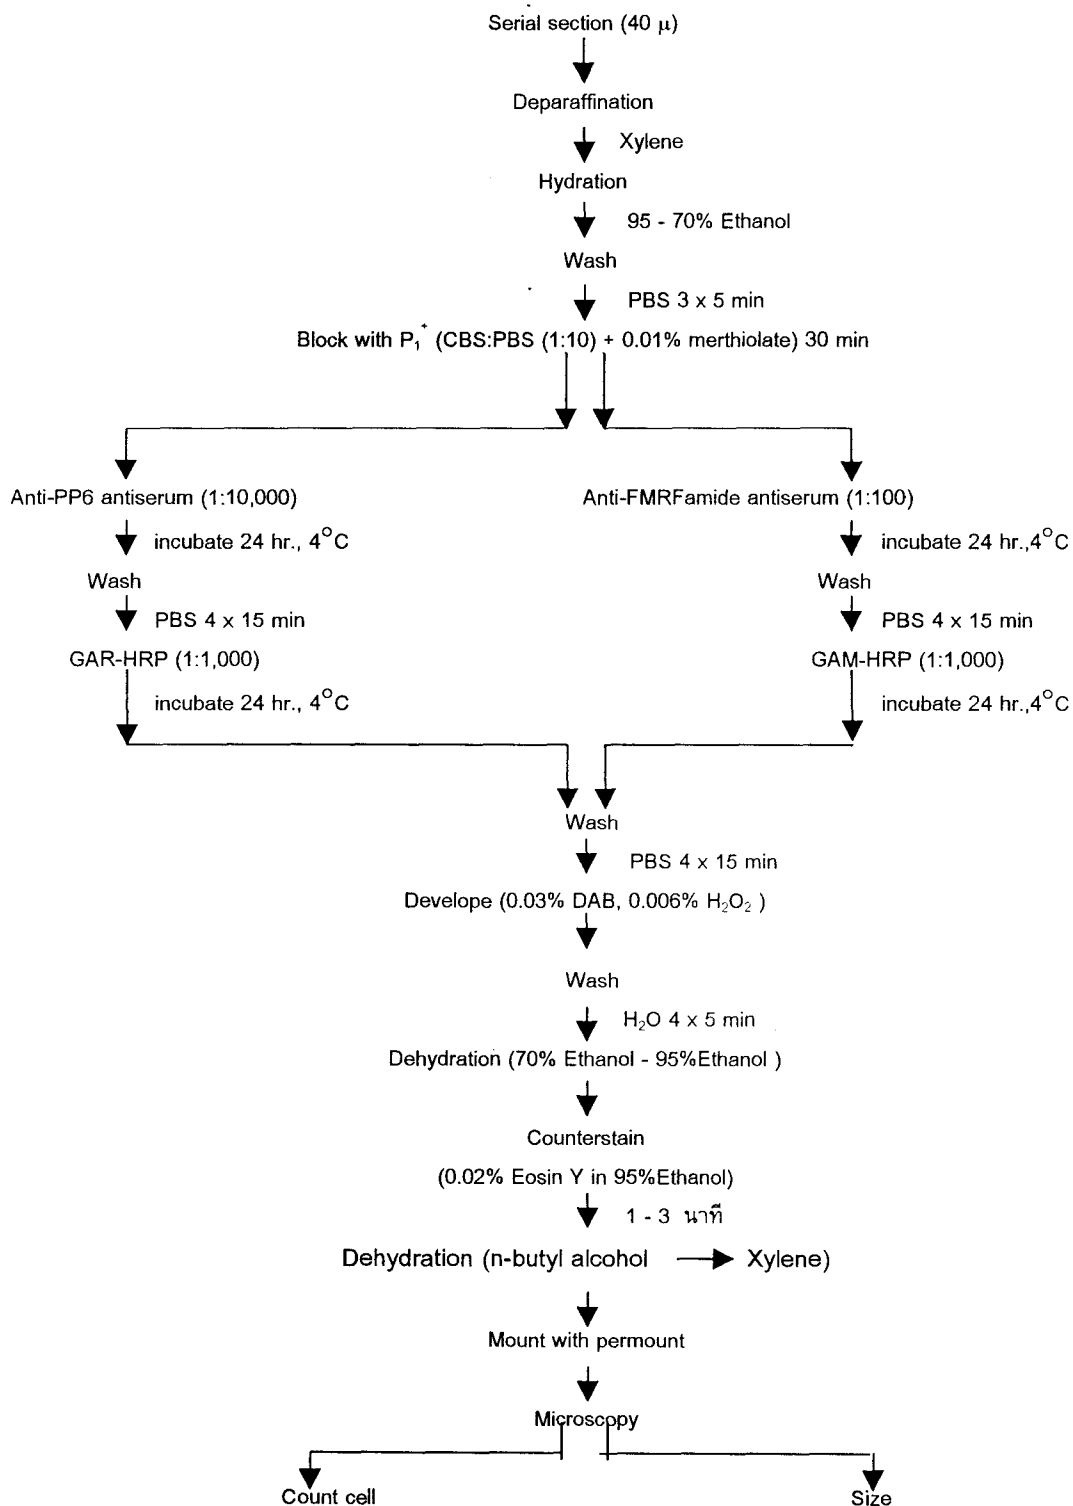 Serial section (40 μ)
Deparaffination
Xylene
Hydration
95 - 70% Ethanol
Wash
PBS 3 x 5 min
Block with P₁⁺ (CBS:PBS (1:10) + 0.01% merthiolate) 30 min
Anti-PP6 antiserum (1:10,000)
incubate 24 hr., 4°C
Wash
PBS 4 x 15 min
GAR-HRP (1:1,000)
incubate 24 hr., 4°C
Anti-FMRFamide antiserum (1:100)
incubate 24 hr.,4°C
Wash
PBS 4 x 15 min
GAM-HRP (1:1,000)
incubate 24 hr.,4°C
Wash
PBS 4 x 15 min
Develope (0.03% DAB, 0.006% H₂O₂ )
Wash
H₂O 4 x 5 min
Dehydration (70% Ethanol - 95%Ethanol )
Counterstain
(0.02% Eosin Y in 95%Ethanol)
1 - 3 นาที
Dehydration (n-butyl alcohol → Xylene)
Mount with permount
Microscopy
Count cell
Size